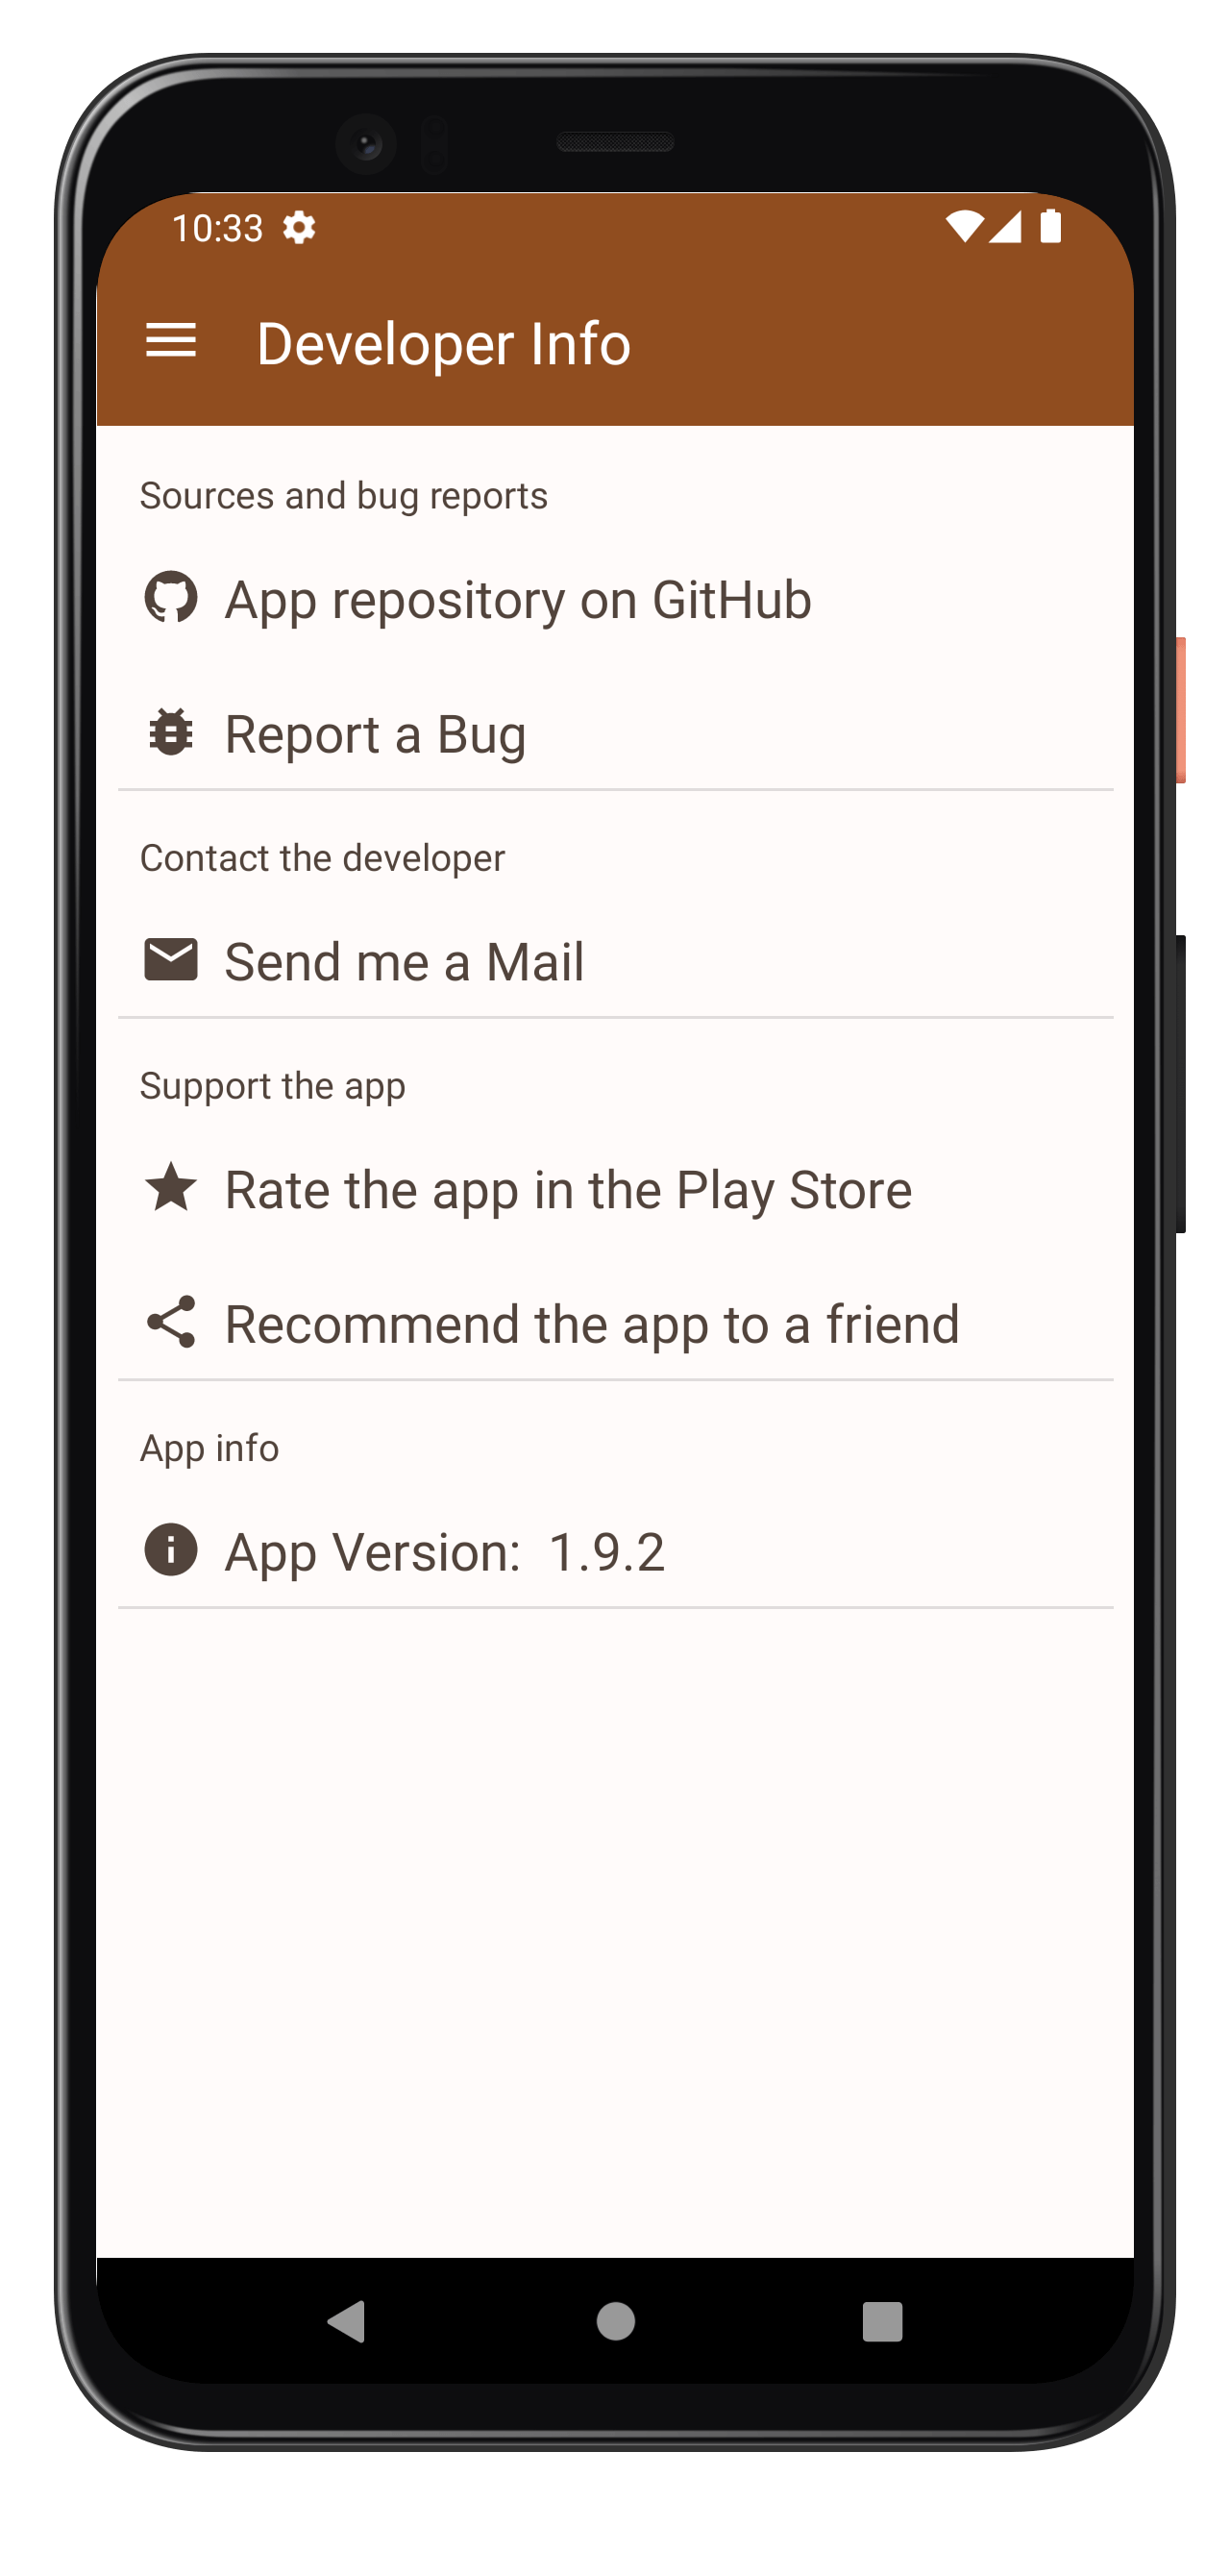 10:33
Developer Info
Sources and bug reports
App repository on GitHub
Report a Bug
Contact the developer
Send me a Mail
Support the app
Rate the app in the Play Store
Recommend the app to a friend
App info
App Version: 1.9.2